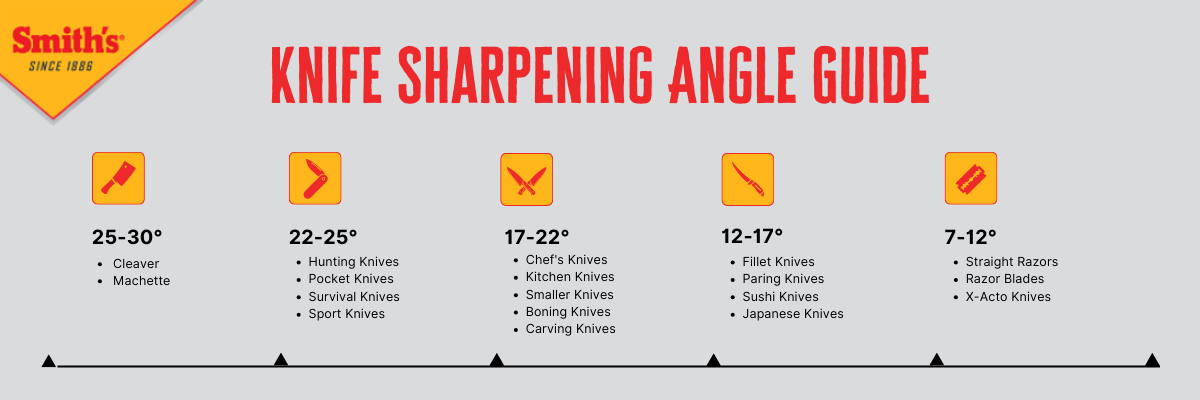 Smith's®
SINCE 1886
KNIFE SHARPENING ANGLE GUIDE
25-30°
• Cleaver
• Machette
22-25°
• Hunting Knives
• Pocket Knives
• Survival Knives
• Sport Knives
17-22°
• Chef's Knives
• Kitchen Knives
• Smaller Knives
• Boning Knives
• Carving Knives
12-17°
• Fillet Knives
• Paring Knives
• Sushi Knives
• Japanese Knives
7-12°
• Straight Razors
• Razor Blades
• X-Acto Knives